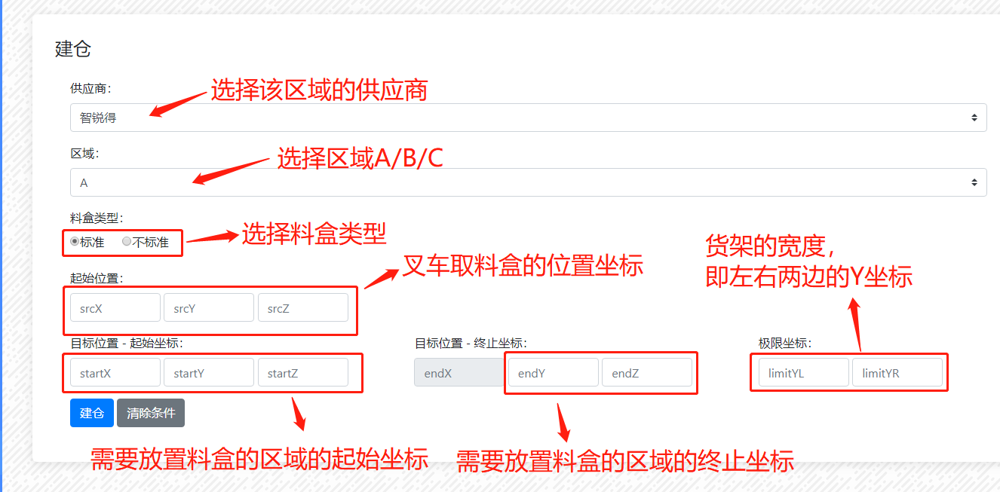 建仓
供应商：
选择该区域的供应商
智锐得
区域：
选择区域A/B/C
A
料盒类型：
标准 不标准
选择料盒类型
货架的宽度，
即左右两边的Y坐标
叉车取料盒的位置坐标
起始位置：
srcX srcY srcZ
目标位置 - 起始坐标： 目标位置 - 终止坐标： 极限坐标：
startX startY startZ endX endY endZ limitYL limitYR
建仓 清除条件
需要放置料盒的区域的起始坐标 需要放置料盒的区域的终止坐标